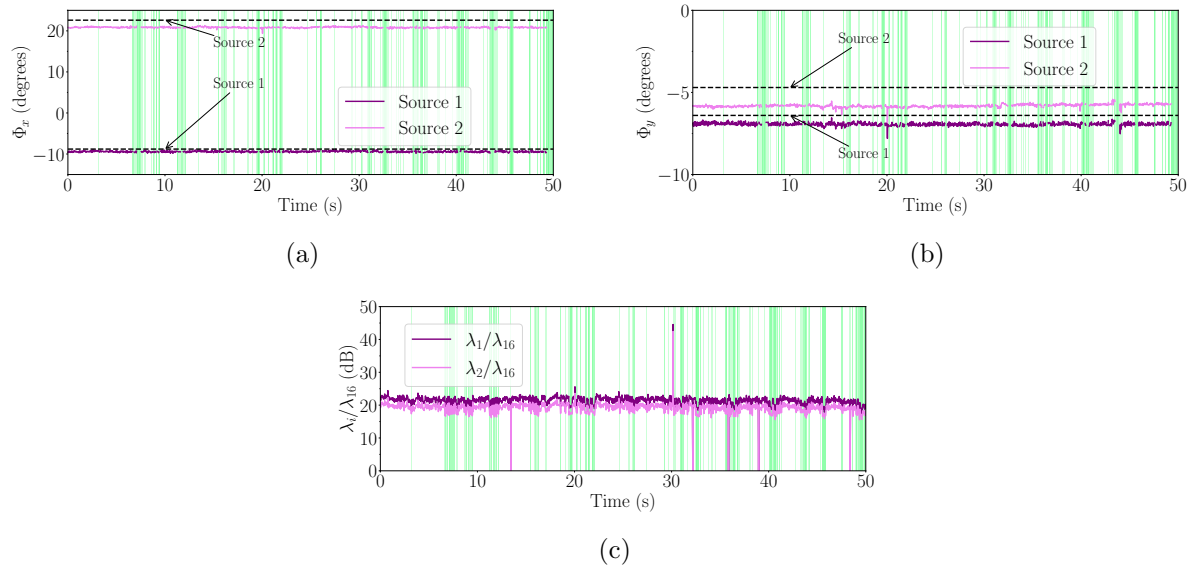 20
10
0
−10
Φx (degrees)
Source 2
Source 1
Source 1
Source 2
0 10 20 30 40 50
Time (s)
(a)
0
−5
−10
Φy (degrees)
Source 2
Source 1
Source 1
Source 2
0 10 20 30 40 50
Time (s)
(b)
50
40
30
20
10
0
λi/λ16 (dB)
λ1/λ16
λ2/λ16
0 10 20 30 40 50
Time (s)
(c)